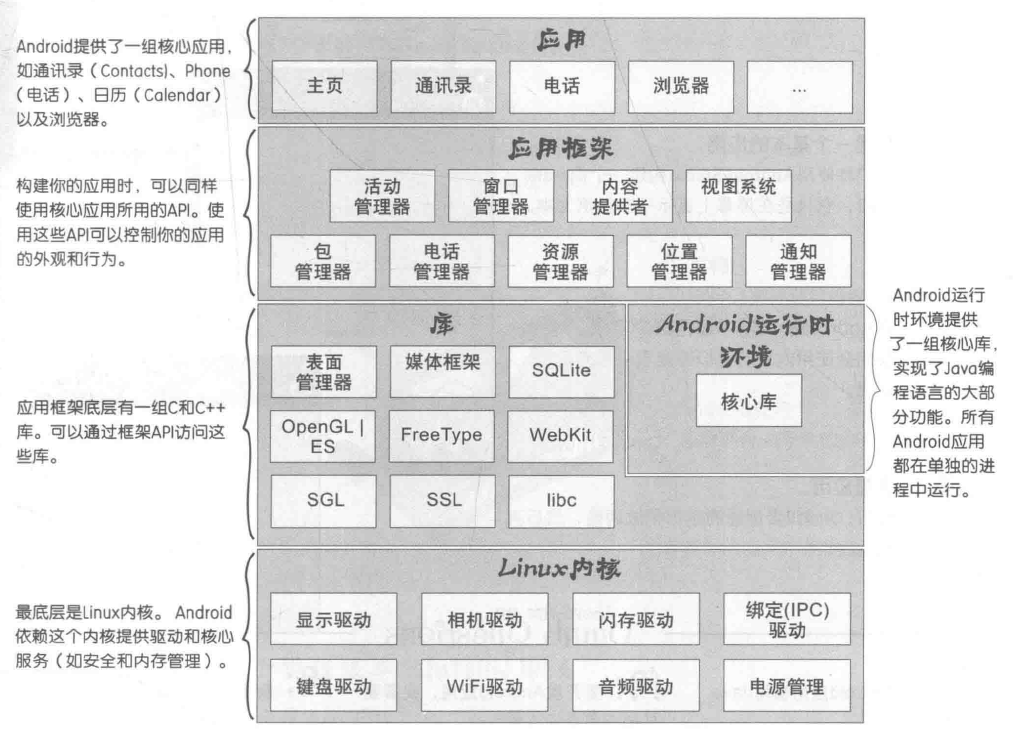 Android提供了一组核心应用，
如通讯录（Contacts)、Phone
（电话）、日历（Calendar）
以及浏览器。
应用
主页
通讯录
电话
浏览器
...
构建你的应用时，可以同样
使用核心应用所用的API。使
用这些API可以控制你的应用
的外观和行为。
应用框架
活动
管理器
窗口
管理器
内容
提供者
视图系统
包
管理器
电话
管理器
资源
管理器
位置
管理器
通知
管理器
应用框架底层有一组C和C++
库。可以通过框架API访问这
些库。
库
表面
管理器
媒体框架
SQLite
OpenGL |
ES
FreeType
WebKit
SGL
SSL
libc
Android运行时
环境
核心库
Android运行
时环境提供
了一组核心库，
实现了Java编
程语言的大部
分功能。所有
Android应用
都在单独的进
程中运行。
最底层是Linux内核。 Android
依赖这个内核提供驱动和核心
服务（如安全和内存管理）。
Linux内核
显示驱动
相机驱动
闪存驱动
绑定(IPC)
驱动
键盘驱动
WiFi驱动
音频驱动
电源管理